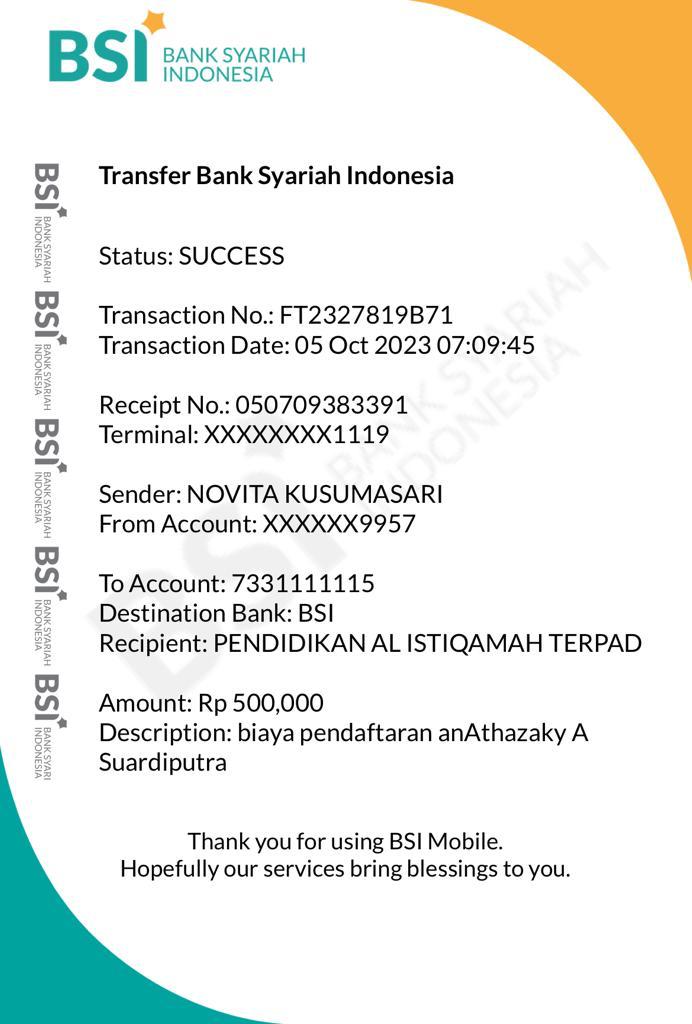 BSI BANK SYARIAH
INDONESIA
Transfer Bank Syariah Indonesia
Status: SUCCESS
Transaction No.: FT2327819B71
Transaction Date: 05 Oct 2023 07:09:45
Receipt No.: 050709383391
Terminal: XXXXXXXX1119
Sender: NOVITA KUSUMASARI
From Account: XXXXXX9957
To Account: 7331111115
Destination Bank: BSI
Recipient: PENDIDIKAN AL ISTIQAMAH TERPAD
Amount: Rp 500,000
Description: biaya pendaftaran anAthazaky A
Suardiputra
Thank you for using BSI Mobile.
Hopefully our services bring blessings to you.
BSI BANK SYARIAH
INDONESIA
BSI BANK SYARIAH
INDONESIA
BSI BANK SYARIAH
INDONESIA
BSI BANK SYARIAH
INDONESIA
BSI BANK SYARI
INDONESIA
BSI BANK SYARIAH
INDONESIA